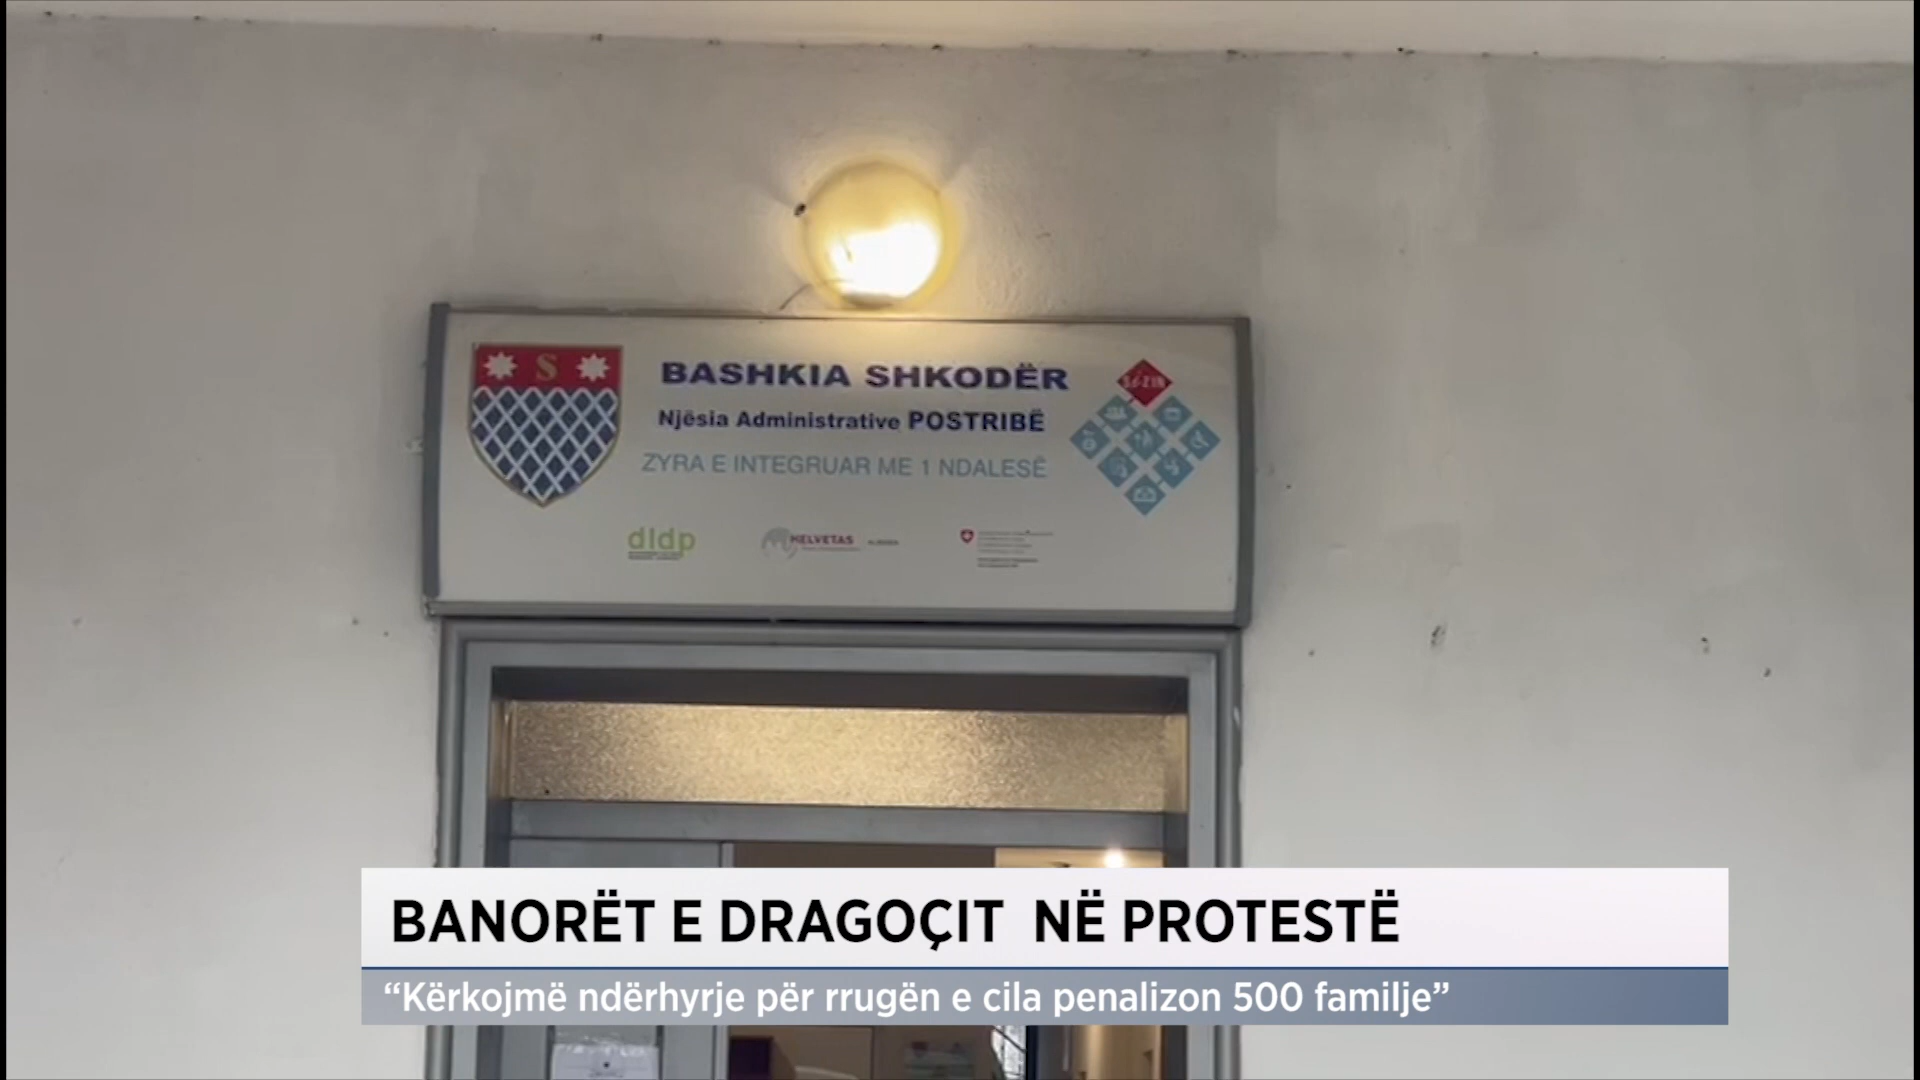 S
BASHKIA SHKODËR
Njësia Administrative POSTRIBË
ZYRA E INTEGRUAR ME 1 NDALESË
dldp
HELVETAS
BANORËT E DRAGOÇIT NË PROTESTË
“Kërkojmë ndërhyrje për rrugën e cila penalizon 500 familje”